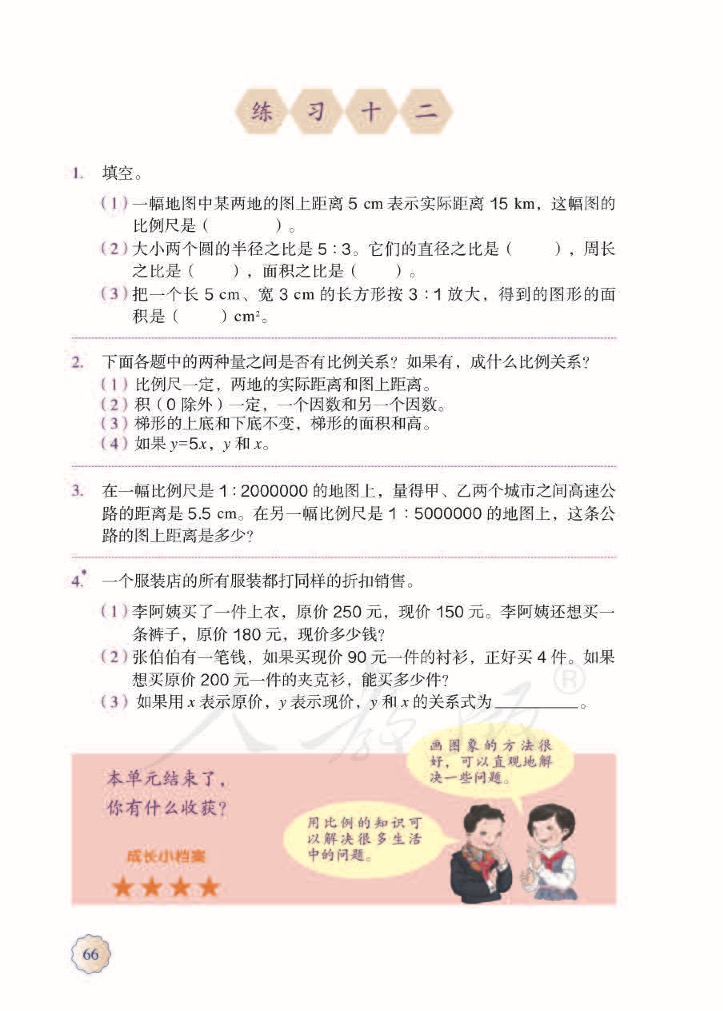 练习十二
1. 填空。
(1)一幅地图中某两地的图上距离 5 cm 表示实际距离 15 km，这幅图的
比例尺是（　　）。
(2)大小两个圆的半径之比是 5∶3。它们的直径之比是（　　），周长
之比是（　　），面积之比是（　　）。
(3)把一个长 5 cm、宽 3 cm 的长方形按 3∶1 放大，得到的图形的面
积是（　　）cm²。
2. 下面各题中的两种量之间是否有比例关系？如果有，成什么比例关系？
(1)比例尺一定，两地的实际距离和图上距离。
(2)积（0 除外）一定，一个因数和另一个因数。
(3)梯形的上底和下底不变，梯形的面积和高。
(4)如果 y=5x，y 和 x。
3. 在一幅比例尺是 1∶2000000 的地图上，量得甲、乙两个城市之间高速公
路的距离是 5.5 cm。在另一幅比例尺是 1∶5000000 的地图上，这条公
路的图上距离是多少？
4.* 一个服装店的所有服装都打同样的折扣销售。
(1)李阿姨买了一件上衣，原价 250 元，现价 150 元。李阿姨还想买一
条裤子，原价 180 元，现价多少钱？
(2)张伯伯有一笔钱，如果买现价 90 元一件的衬衫，正好买 4 件。如果
想买原价 200 元一件的夹克衫，能买多少件？
(3)如果用 x 表示原价，y 表示现价，y 和 x 的关系式为________。
人教版®
本单元结束了，
你有什么收获？
成长小档案
画图象的方法很
好，可以直观地解
决一些问题。
用比例的知识可
以解决很多生活
中的问题。
66